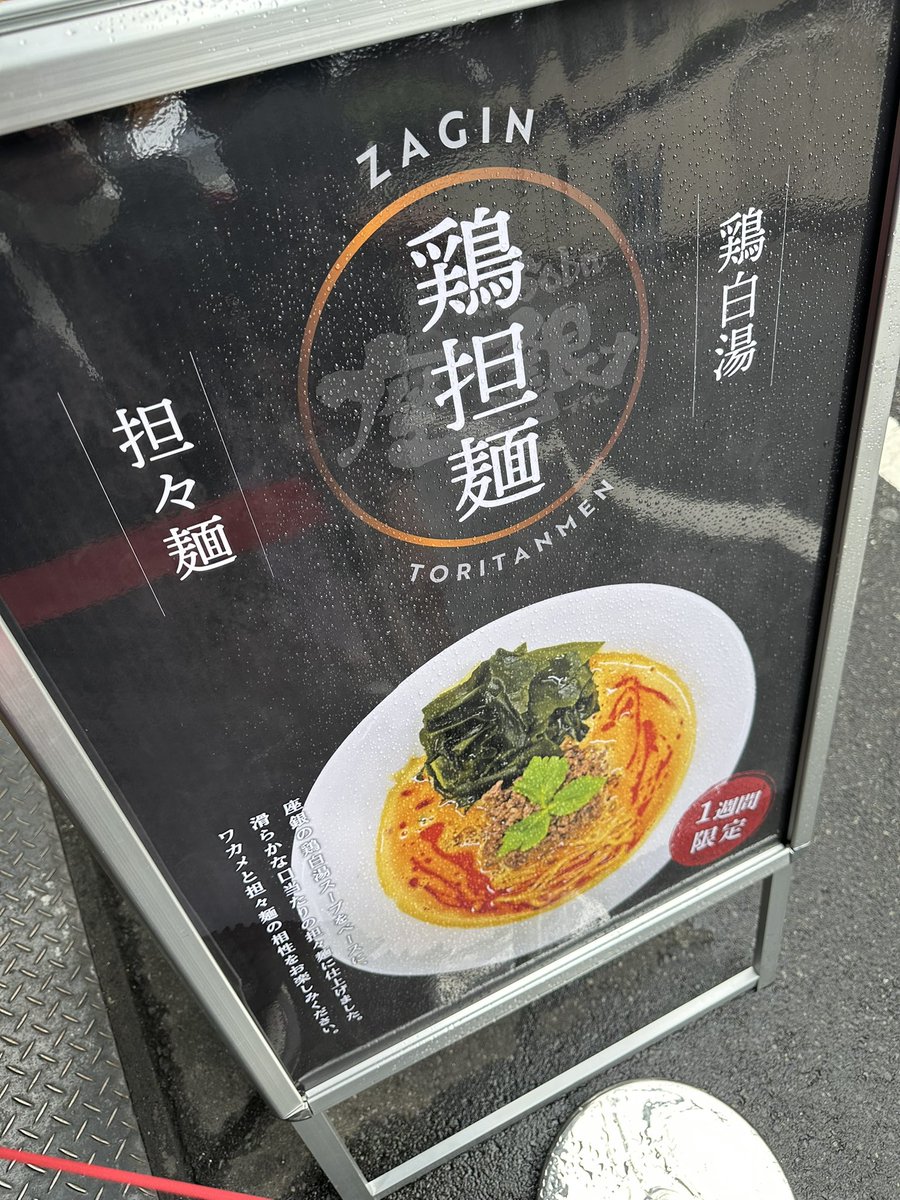 ZAGIN
鶏担麺
TORITANMEN
鶏白湯
担々麺
座銀の鶏白湯スープをベースに、
滑らかな口当たりの担々麺に仕上げました。
ワカメと担々麺の相性をお楽しみください。
1週間
限定